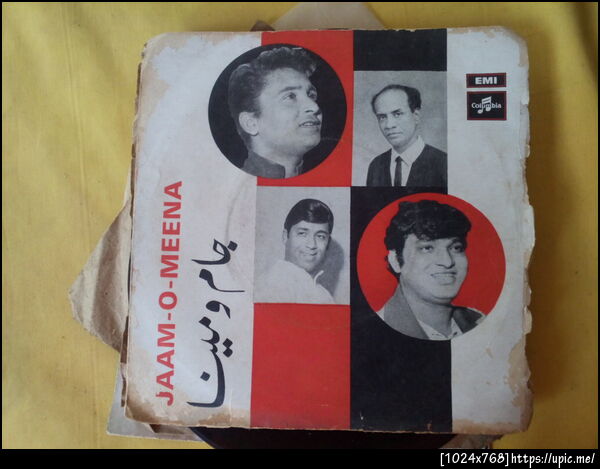 EMI
Columbia
JAAM-O-MEENA
جام و مینا
[1024x768]https://upic.me/